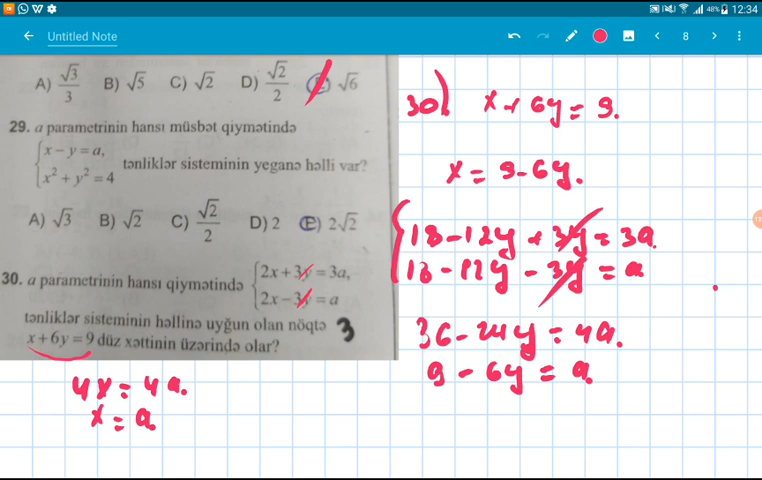 48% 12:34
Untitled Note
8
A) √3/3 B) √5 C) √2 D) √2/2 E) √6
29. a parametrinin hansı müsbət qiymətində
{x − y = a,
x² + y² = 4 tənliklər sisteminin yeganə həlli var?
A) √3 B) √2 C) √2/2 D) 2 E) 2√2
30. a parametrinin hansı qiymətində {2x + 3y = 3a,
2x − 3y = a
tənliklər sisteminin həllinə uyğun olan nöqtə 3
x + 6y = 9 düz xəttinin üzərində olar?
4x = 4a.
x = a.
30) x + 6y = 9.
x = 9 - 6y.
{18 - 12y + 3y = 3a.
18 - 12y - 3y = a.
36 - 24y = 4a.
9 - 6y = a.